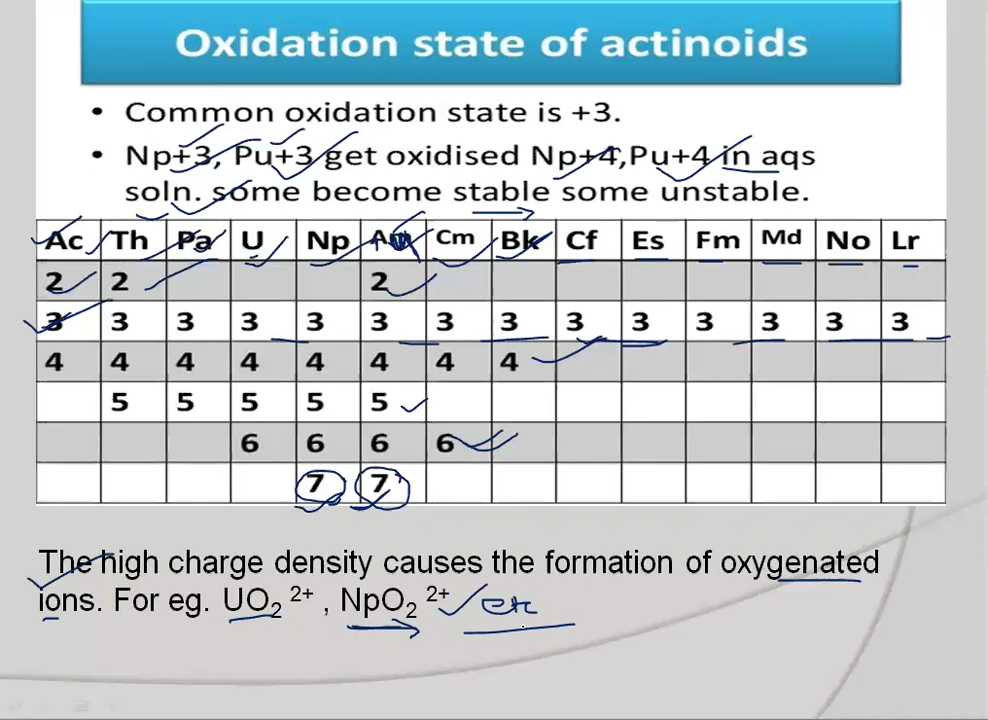 Oxidation state of actinoids
• Common oxidation state is +3.
• Np+3, Pu+3 get oxidised Np+4,Pu+4 in aqs
soln. some become stable some unstable.
Ac Th Pa U Np Am Cm Bk Cf Es Fm Md No Lr
2 2 2
3 3 3 3 3 3 3 3 3 3 3 3 3 3
4 4 4 4 4 4 4 4
5 5 5 5 5
6 6 6 6
7 7
The high charge density causes the formation of oxygenated
ions. For eg. UO₂ ²⁺ , NpO₂ ²⁺ etc